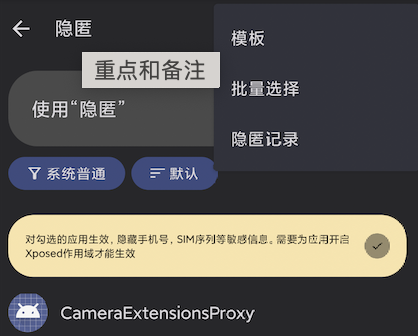 隐匿
模板
重点和备注
批量选择
使用“隐匿”
隐匿记录
系统普通
默认
对勾选的应用生效，隐藏手机号，SIM序列等敏感信息。需要为应用开启
Xposed作用域才能生效
CameraExtensionsProxy